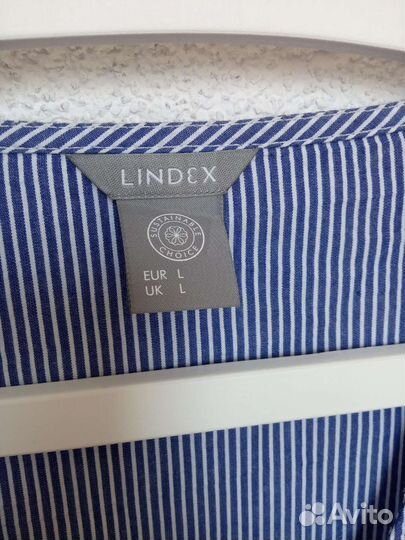 LINDEX
SUSTAINABLE
CHOICE
EUR L
UK L
Avito